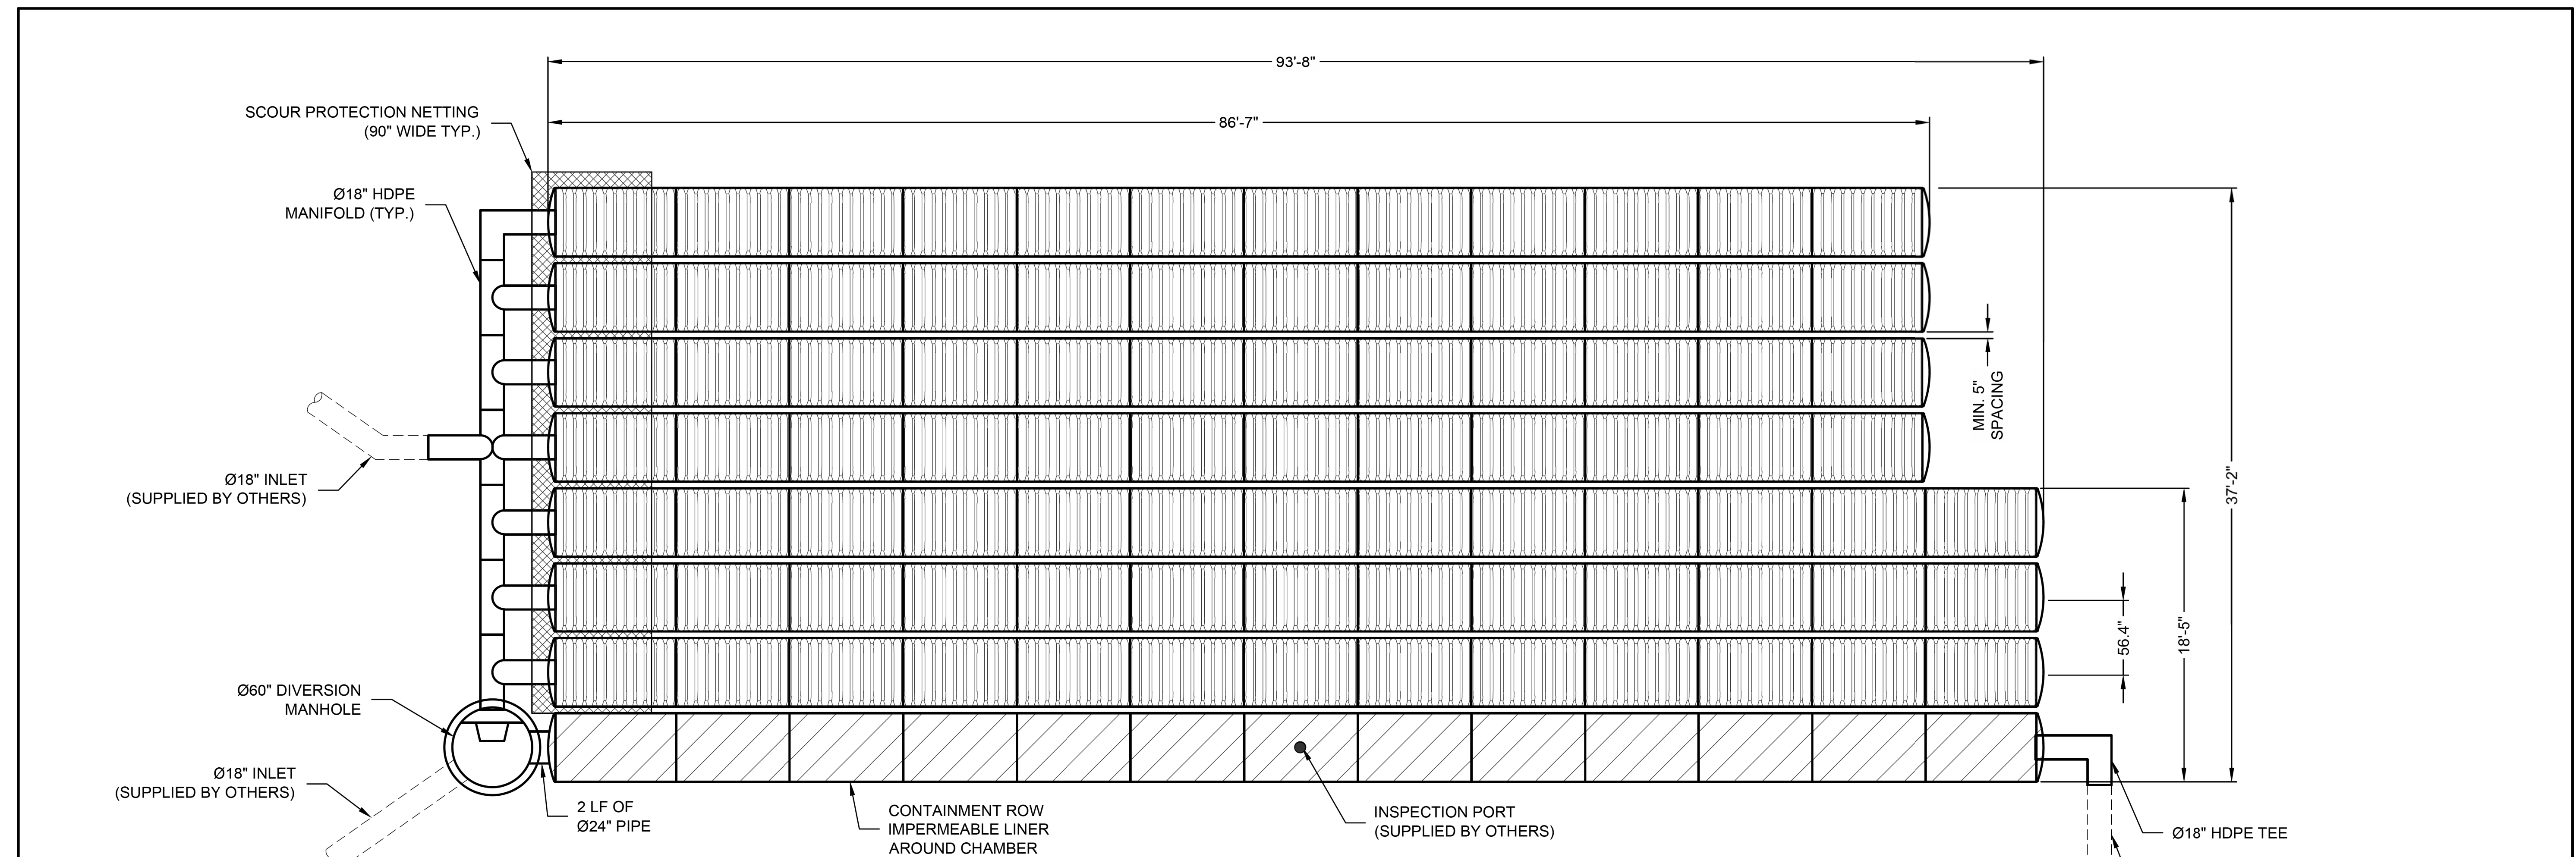 93'-8"
SCOUR PROTECTION NETTING
(90" WIDE TYP.)
86'-7"
Ø18" HDPE
MANIFOLD (TYP.)
MIN. 5"
SPACING
Ø18" INLET
(SUPPLIED BY OTHERS)
37'-2"
56.4"
18'-5"
Ø60" DIVERSION
MANHOLE
Ø18" INLET
(SUPPLIED BY OTHERS)
2 LF OF
Ø24" PIPE
CONTAINMENT ROW
IMPERMEABLE LINER
AROUND CHAMBER
INSPECTION PORT
(SUPPLIED BY OTHERS)
Ø18" HDPE TEE